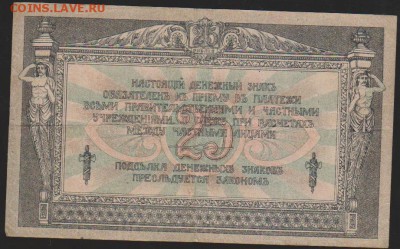 COINS.LAVE.RU
25
НАСТОЯЩІЙ ДЕНЕЖНЫЙ ЗНАКЪ
ОБЯЗАТЕЛЕНЪ КЪ ПРІЕМУ ВЪ ПЛАТЕЖИ
ВСѢМИ ПРАВИТЕЛЬСТВЕННЫМИ И ЧАСТНЫМИ
УЧРЕЖДЕНІЯМИ, А ТАКЖЕ ПРИ РАСЧЕТАХЪ
МЕЖДУ ЧАСТНЫМИ ЛИЦАМИ
25
ПОДДѢЛКА ДЕНЕЖНЫХЪ ЗНАКОВЪ
ПРЕСЛѢДУЕТСЯ ЗАКОНОМЪ